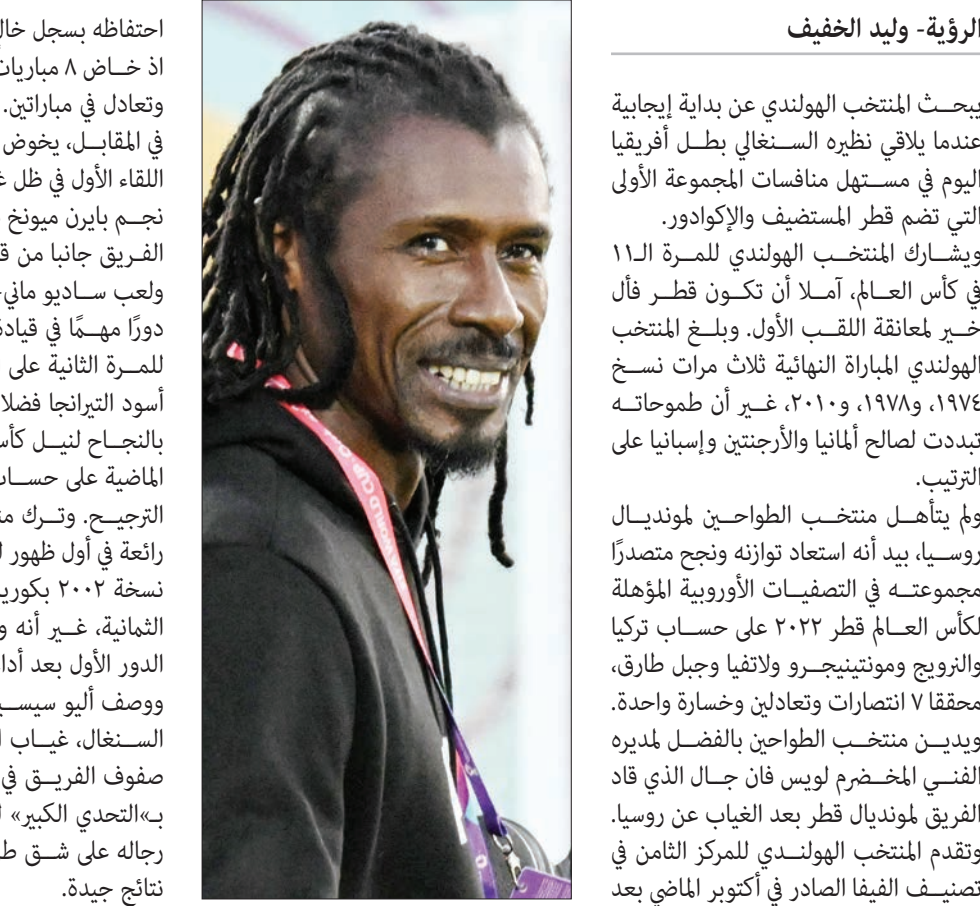 الرؤية- وليد الخفيف
يبحث المنتخب الهولندي عن بداية إيجابية
عندما يلاقي نظيره السنغالي بطل أفريقيا
اليوم في مستهل منافسات المجموعة الأولى
التي تضم قطر المستضيف والإكوادور.
ويشارك المنتخب الهولندي للمرة الـ١١
في كأس العالم، آملا أن تكون قطر فأل
خير لمعانقة اللقب الأول. وبلغ المنتخب
الهولندي المباراة النهائية ثلاث مرات نسخ
١٩٧٤، و١٩٧٨، و٢٠١٠، غير أن طموحاته
تبددت لصالح ألمانيا والأرجنتين وإسبانيا على
الترتيب.
ولم يتأهل منتخب الطواحين لمونديال
روسيا، بيد أنه استعاد توازنه ونجح متصدرًا
مجموعته في التصفيات الأوروبية المؤهلة
لكأس العالم قطر ٢٠٢٢ على حساب تركيا
والنرويج ومونتينيجرو ولاتفيا وجبل طارق،
محققا ٧ انتصارات وتعادلين وخسارة واحدة.
ويدين منتخب الطواحين بالفضل لمديره
الفني المخضرم لويس فان جال الذي قاد
الفريق لمونديال قطر بعد الغياب عن روسيا.
وتقدم المنتخب الهولندي للمركز الثامن في
تصنيف الفيفا الصادر في أكتوبر الماضي بعد
WORLD CUP
احتفاظه بسجل
اذ خاض ٨ مباريات
وتعادل في مباراتين.
في المقابل، يخوض
اللقاء الأول في ظل
نجم بايرن ميونخ
الفريق جانبا من
ولعب ساديو ماني
دورًا مهمًا في قيادة
للمرة الثانية على
أسود التيرانجا فضلا
بالنجاح لنيل
الماضية على
الترجيح. وترك
رائعة في أول ظهور
نسخة ٢٠٠٢
الثمانية، غير أنه
الدور الأول بعد
ووصف أليو
السنغال، غياب
صفوف الفريق في
بـ»التحدي الكبير»
رجاله على شق
نتائج جيدة.